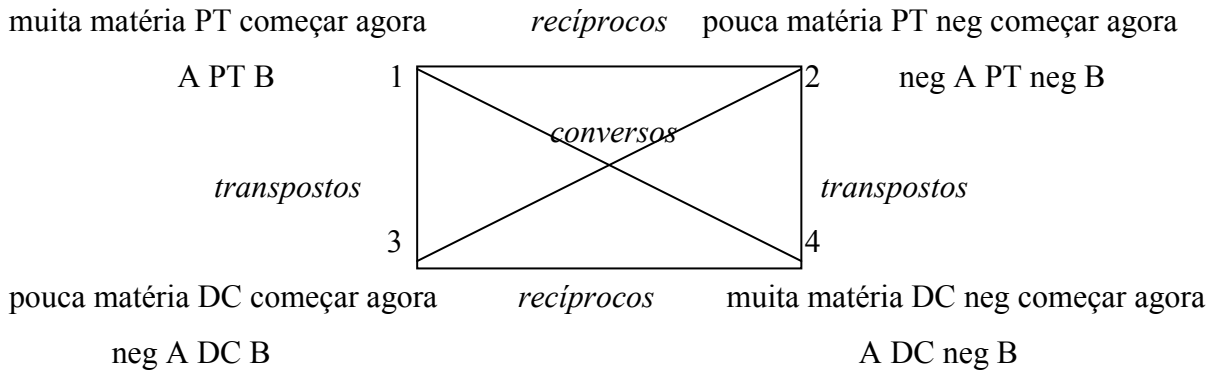 muita matéria PT começar agora recíprocos pouca matéria PT neg começar agora
A PT B 1 2 neg A PT neg B
conversos
transpostos transpostos
3 4
pouca matéria DC começar agora recíprocos muita matéria DC neg começar agora
neg A DC B A DC neg B